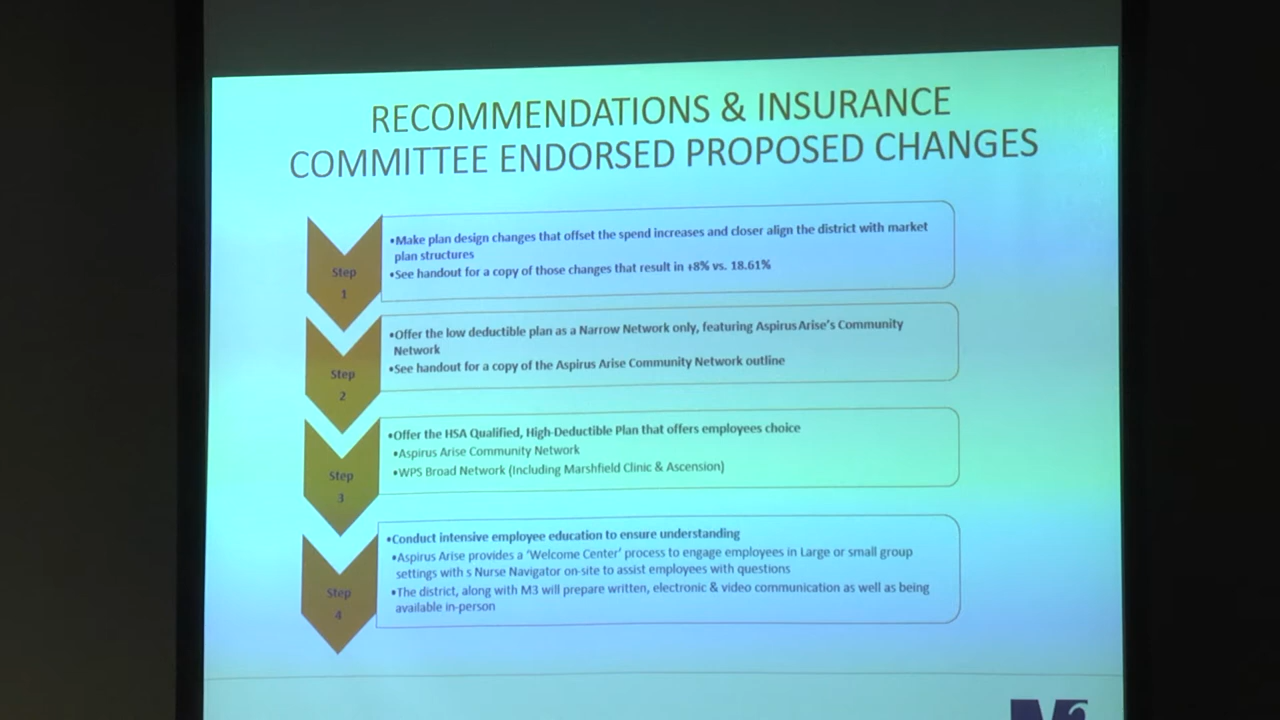 RECOMMENDATIONS & INSURANCE
COMMITTEE ENDORSED PROPOSED CHANGES
Step
1
•Make plan design changes that offset the spend increases and closer align the district with market
plan structures
•See handout for a copy of those changes that result in +8% vs. 18.61%
Step
2
•Offer the low deductible plan as a Narrow Network only, featuring Aspirus Arise's Community
Network
•See handout for a copy of the Aspirus Arise Community Network outline
Step
3
•Offer the HSA Qualified, High-Deductible Plan that offers employees choice
•Aspirus Arise Community Network
•WPS Broad Network (Including Marshfield Clinic & Ascension)
Step
4
•Conduct intensive employee education to ensure understanding
•Aspirus Arise provides a 'Welcome Center' process to engage employees in Large or small group
settings with s Nurse Navigator on-site to assist employees with questions
•The district, along with M3 will prepare written, electronic & video communication as well as being
available in-person